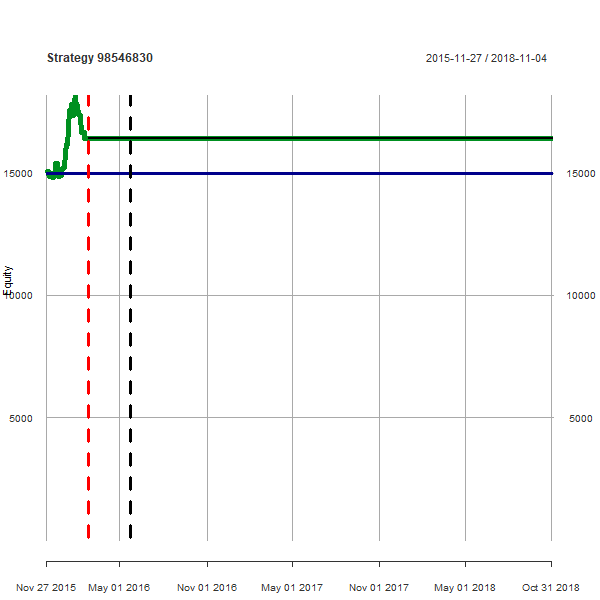 Strategy 98546830
2015-11-27 / 2018-11-04
15000
15000
Equity
10000
10000
5000
5000
Nov 27 2015
May 01 2016
Nov 01 2016
May 01 2017
Nov 01 2017
May 01 2018
Oct 31 2018